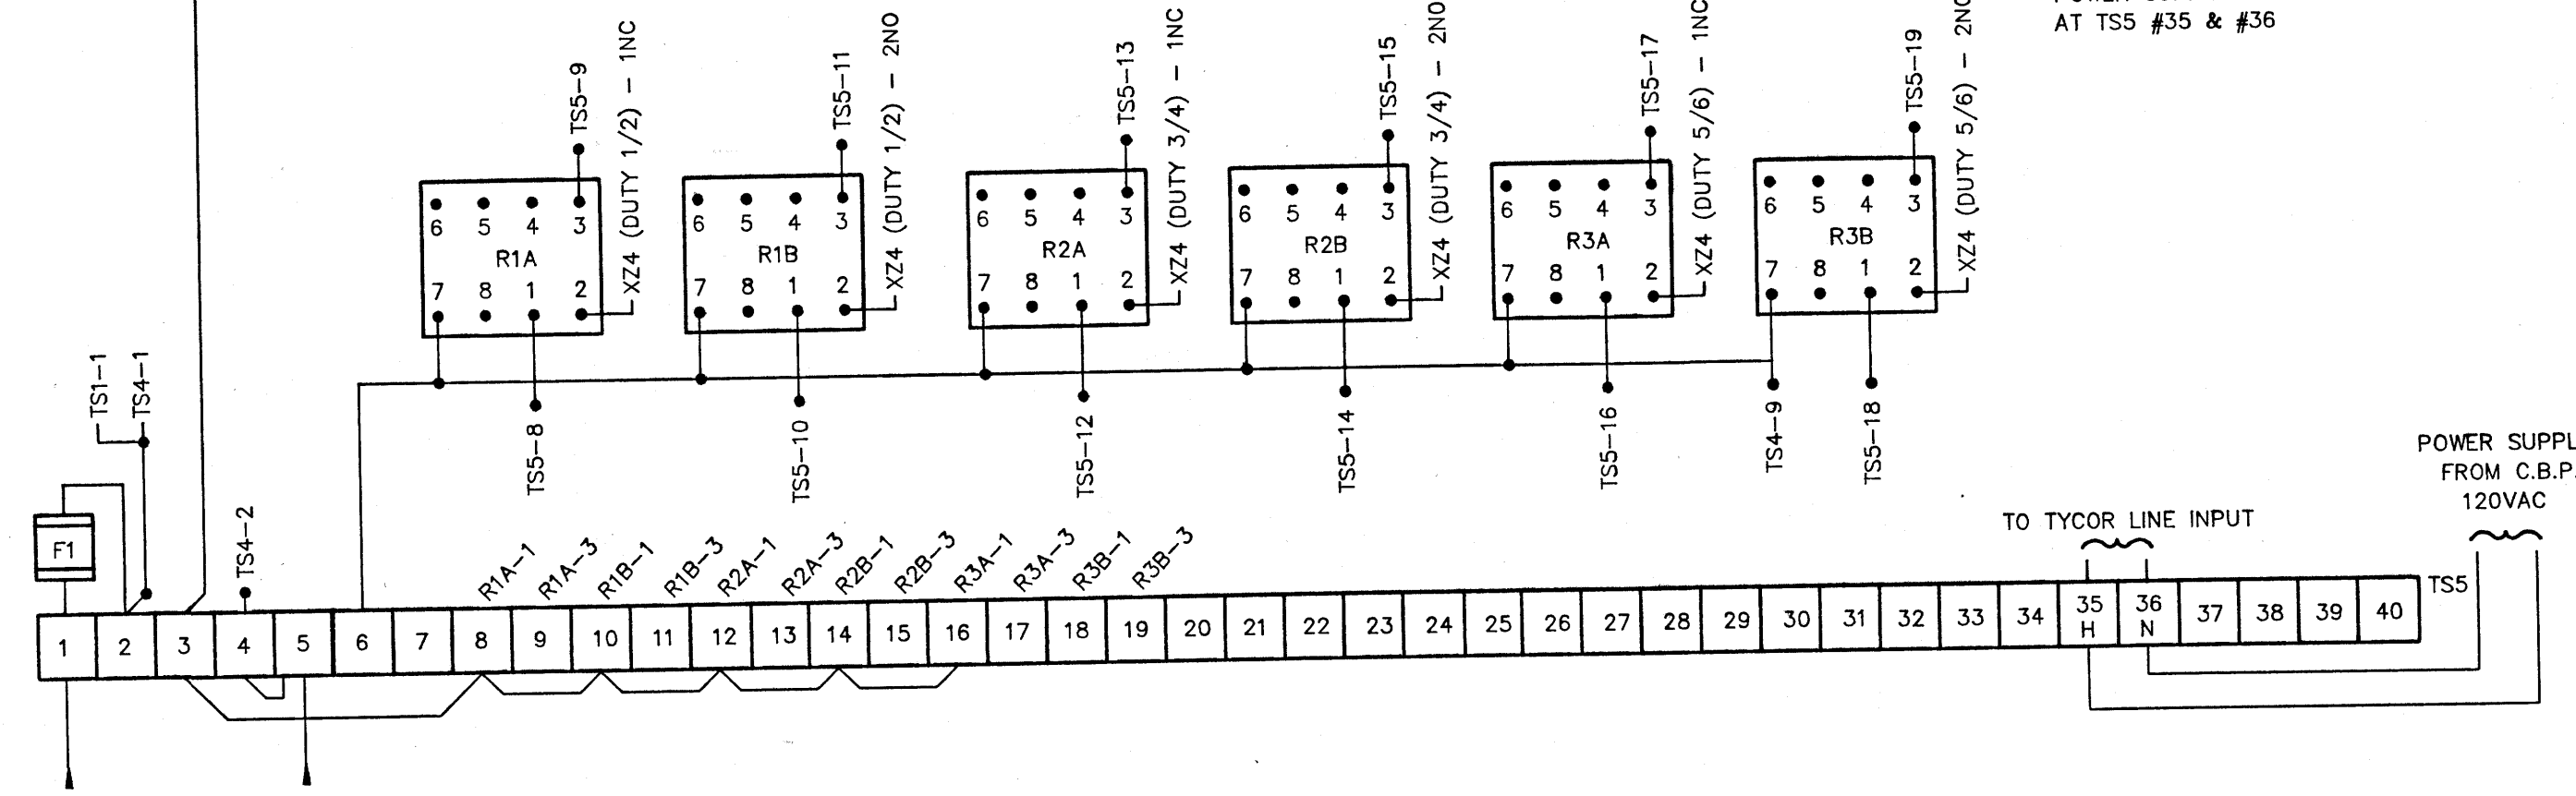 AT TS5 #35 & #36
TS5-9
XZ4 (DUTY 1/2) - 1NC
TS5-11
XZ4 (DUTY 1/2) - 2NO
TS5-13
XZ4 (DUTY 3/4) - 1NC
TS5-15
XZ4 (DUTY 3/4) - 2NO
TS5-17
XZ4 (DUTY 5/6) - 1NC
TS5-19
XZ4 (DUTY 5/6) - 2NO
6 5 4 3
R1A
7 8 1 2
6 5 4 3
R1B
7 8 1 2
6 5 4 3
R2A
7 8 1 2
6 5 4 3
R2B
7 8 1 2
6 5 4 3
R3A
7 8 1 2
6 5 4 3
R3B
7 8 1 2
TS1-1
TS4-1
TS5-8
TS5-10
TS5-12
TS5-14
TS5-16
TS4-9
TS5-18
POWER SUPPL
FROM C.B.P.
120VAC
TO TYCOR LINE INPUT
F1
TS4-2
R1A-1
R1A-3
R1B-1
R1B-3
R2A-1
R2A-3
R2B-1
R2B-3
R3A-1
R3A-3
R3B-1
R3B-3
TS5
1 2 3 4 5 6 7 8 9 10 11 12 13 14 15 16 17 18 19 20 21 22 23 24 25 26 27 28 29 30 31 32 33 34 35 36 37 38 39 40
H N